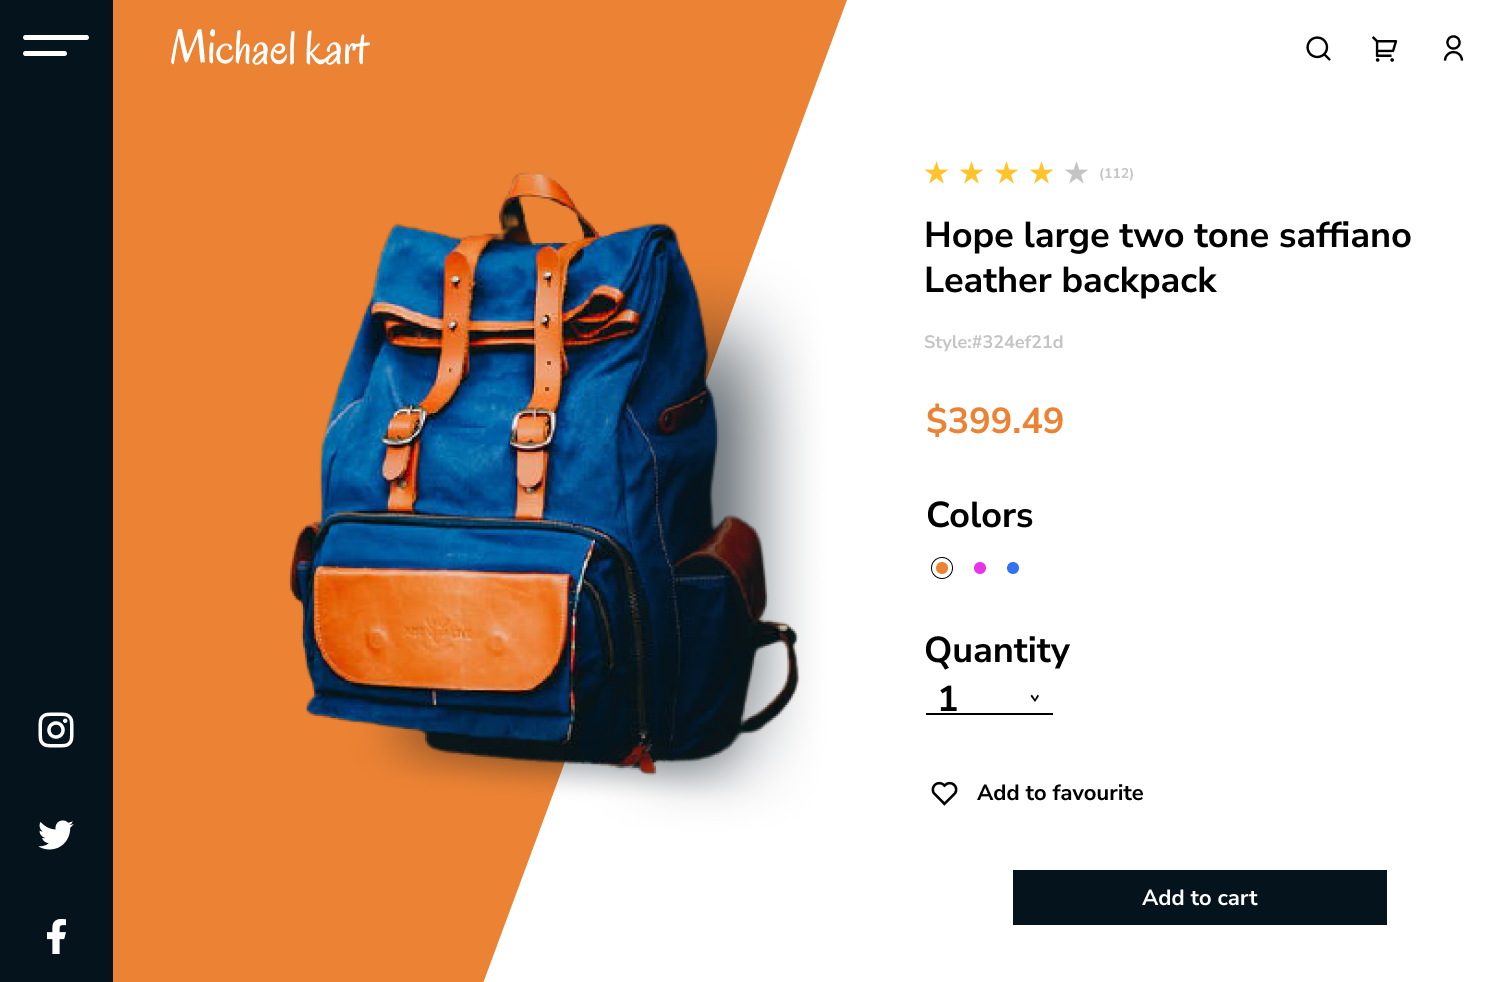 Michael kart
(112)
Hope large two tone saffiano
Leather backpack
Style:#324ef21d
$399.49
Colors
Quantity
1
Add to favourite
Add to cart